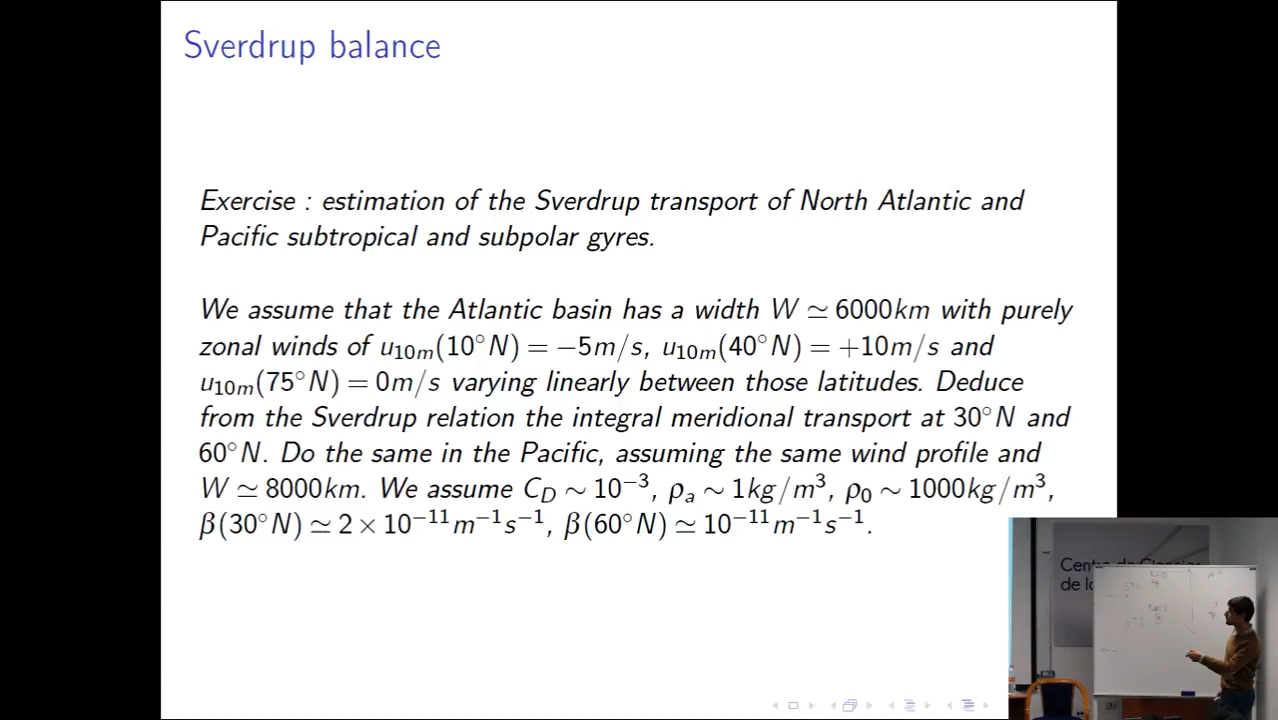 Sverdrup balance
Exercise : estimation of the Sverdrup transport of North Atlantic and
Pacific subtropical and subpolar gyres.
We assume that the Atlantic basin has a width W ≃ 6000km with purely
zonal winds of u₁₀ₘ(10°N) = −5m/s, u₁₀ₘ(40°N) = +10m/s and
u₁₀ₘ(75°N) = 0m/s varying linearly between those latitudes. Deduce
from the Sverdrup relation the integral meridional transport at 30°N and
60°N. Do the same in the Pacific, assuming the same wind profile and
W ≃ 8000km. We assume C_D ∼ 10⁻³, ρₐ ∼ 1kg/m³, ρ₀ ∼ 1000kg/m³,
β(30°N) ≃ 2 × 10⁻¹¹m⁻¹s⁻¹, β(60°N) ≃ 10⁻¹¹m⁻¹s⁻¹.
de
STG